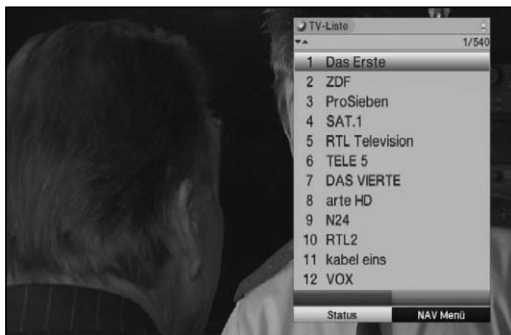 TV-Liste
1/540
1 Das Erste
2 ZDF
3 ProSieben
4 SAT.1
5 RTL Television
6 TELE 5
7 DAS VIERTE
8 arte HD
9 N24
10 RTL2
11 kabel eins
12 VOX
Status NAV Menü